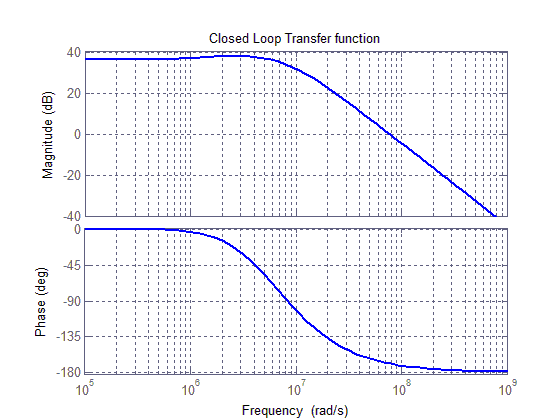 Closed Loop Transfer function
Magnitude (dB)
40
20
0
-20
-40
Phase (deg)
0
-45
-90
-135
-180
10^5 10^6 10^7 10^8 10^9
Frequency (rad/s)